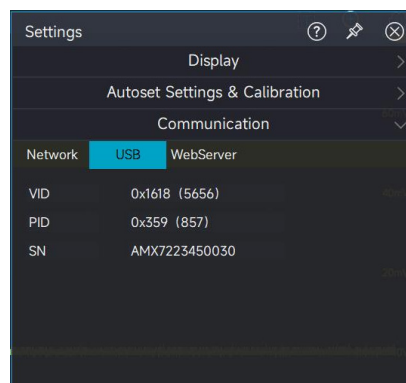 Settings
Display
Autoset Settings & Calibration
Communication
Network USB WebServer
VID 0x1618 (5656)
PID 0x359 (857)
SN AMX7223450030